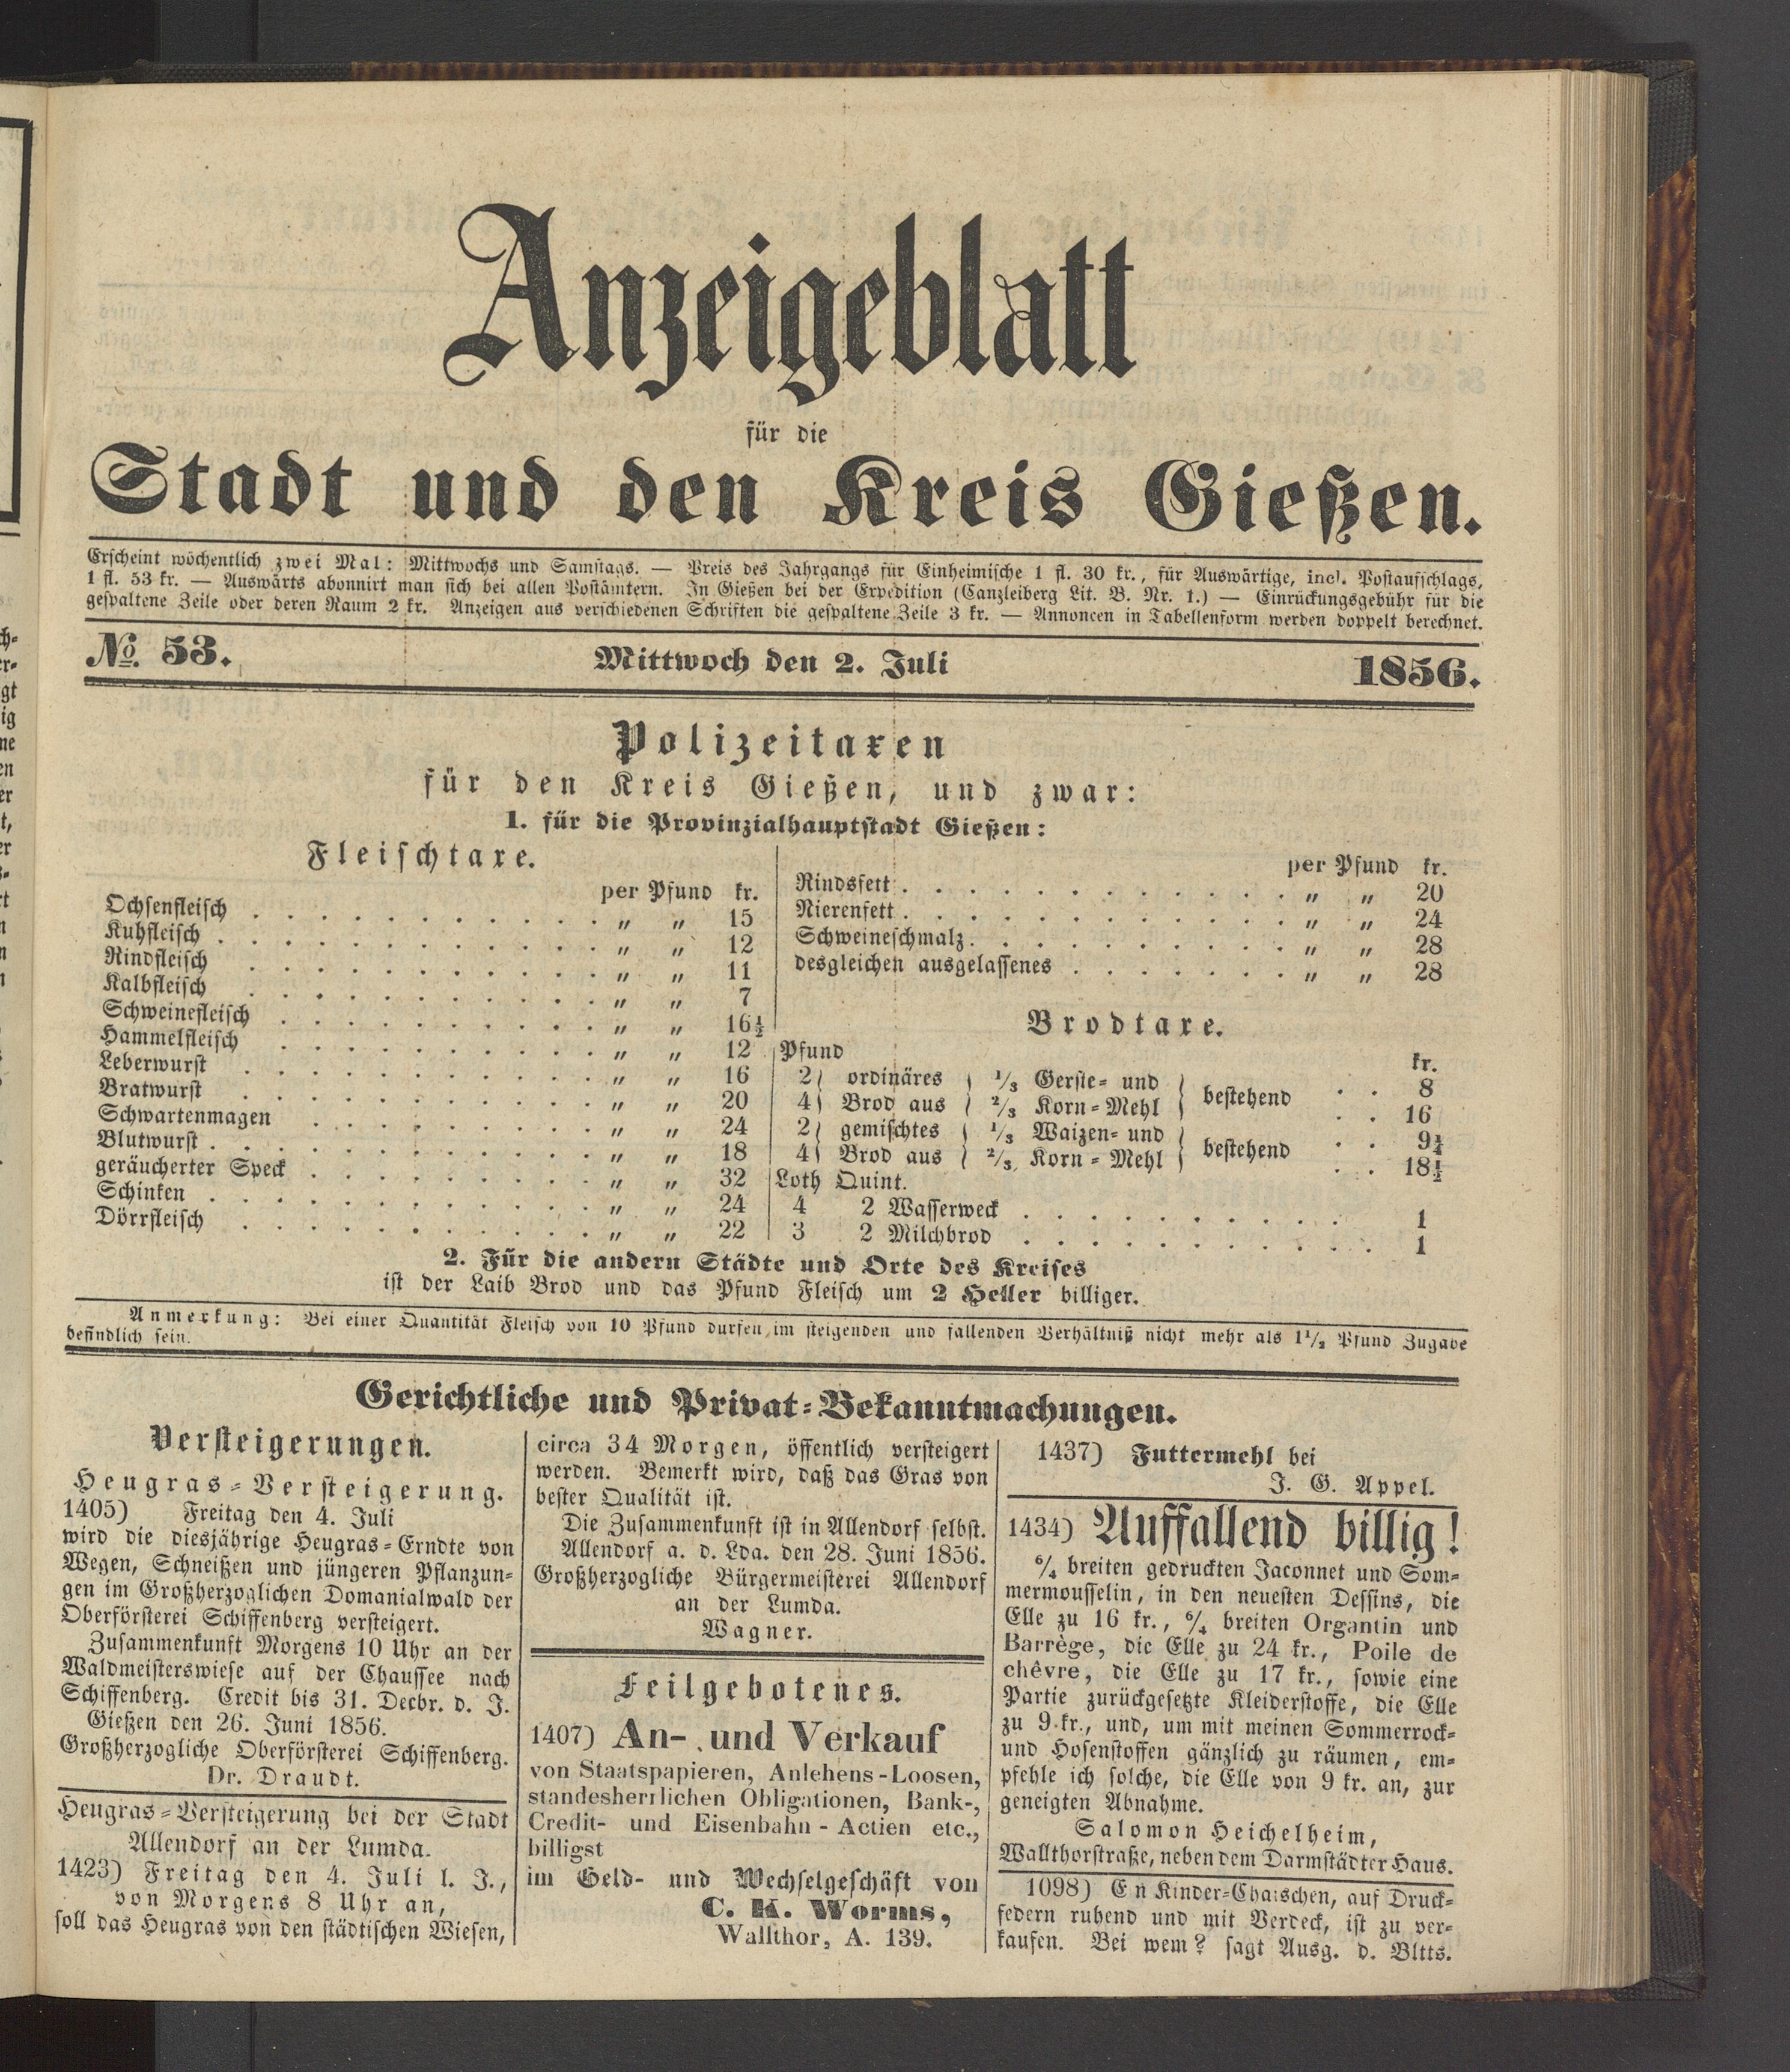 Anzeigeblatt
für die
Stadt und den Kreis Gießen.
Erscheint wöchentlich zwei Mal: Mittwochs und Samstags. — Preis des Jahrgangs für Einheimische 1 fl. 30 kr., für Auswärtige, incl. Postaufschlags,
1 fl. 53 kr. — Auswärts abonnirt man sich bei allen Postämtern. In Gießen bei der Expedition (Canzleiberg Lit. B. Nr. 1.) — Einrückungsgebühr für die
gespaltene Zeile oder deren Raum 2 kr. Anzeigen aus verschiedenen Schriften die gespaltene Zeile 3 kr. — Annoncen in Tabellenform werden doppelt berechnet.
No. 53. Mittwoch den 2. Juli 1856.
Polizeitaxen
für den Kreis Gießen, und zwar:
1. für die Provinzialhauptstadt Gießen:
Fleischtaxe.
per Pfund kr.
Ochsenfleisch . . . . . . . . . . . „ „ 15
Kuhfleisch . . . . . . . . . . . . „ „ 12
Rindfleisch . . . . . . . . . . . „ „ 11
Kalbfleisch . . . . . . . . . . . „ „ 7
Schweinefleisch . . . . . . . . . . „ „ 16½
Hammelfleisch . . . . . . . . . . „ „ 12
Leberwurst . . . . . . . . . . . „ „ 16
Bratwurst . . . . . . . . . . . . „ „ 20
Schwartenmagen . . . . . . . . . „ „ 24
Blutwurst . . . . . . . . . . . . „ „ 18
geräucherter Speck . . . . . . . . . „ „ 32
Schinken . . . . . . . . . . . . „ „ 24
Dörrfleisch . . . . . . . . . . . „ „ 22
per Pfund kr.
Rindsfett . . . . . . . . . . . . „ „ 20
Nierenfett . . . . . . . . . . . . „ „ 24
Schweineschmalz . . . . . . . . . . „ „ 28
desgleichen ausgelassenes . . . . . . . „ „ 28
Brodtaxe.
Pfund kr.
2 ordinäres 1/3 Gerste- und bestehend . . 8
4 Brod aus 2/3 Korn-Mehl . . 16
2 gemischtes 1/3 Waizen- und bestehend . . 9¼
4 Brod aus 2/3 Korn-Mehl . . 18½
Loth Quint.
4 2 Wasserweck . . . . . . . . . . 1
3 2 Milchbrod . . . . . . . . . . . 1
2. Für die andern Städte und Orte des Kreises
ist der Laib Brod und das Pfund Fleisch um 2 Heller billiger.
Anmerkung: Bei einer Quantität Fleisch von 10 Pfund durfen im steigenden und fallenden Verhältniß nicht mehr als 1½ Pfund Zugabe
befindlich sein.
Gerichtliche und Privat-Bekanntmachungen.
Versteigerungen.
Heugras-Versteigerung.
1405) Freitag den 4. Juli
wird die diesjährige Heugras-Erndte von
Wegen, Schneißen und jüngeren Pflanzun-
gen im Großherzoglichen Domanialwald der
Oberförsterei Schiffenberg versteigert.
Zusammenkunft Morgens 10 Uhr an der
Waldmeisterswiese auf der Chaussee nach
Schiffenberg. Credit bis 31. Decbr. d. J.
Gießen den 26. Juni 1856.
Großherzogliche Oberförsterei Schiffenberg.
Dr. Draudt.
Heugras-Versteigerung bei der Stadt
Allendorf an der Lumda.
1423) Freitag den 4. Juli l. J.,
von Morgens 8 Uhr an,
soll das Heugras von den städtischen Wiesen,
circa 34 Morgen, öffentlich versteigert
werden. Bemerkt wird, daß das Gras von
bester Qualität ist.
Die Zusammenkunft ist in Allendorf selbst.
Allendorf a. d. Lda. den 28. Juni 1856.
Großherzogliche Bürgermeisterei Allendorf
an der Lumda.
Wagner.
Feilgebotenes.
1407) An- und Verkauf
von Staatspapieren, Anlehens-Loosen,
standesherrlichen Obligationen, Bank-,
Credit- und Eisenbahn-Actien etc.,
billigst
im Geld- und Wechselgeschäft von
C. K. Worms,
Wallthor, A. 139.
1437) Futtermehl bei
J. G. Appel.
1434) Auffallend billig!
6/4 breiten gedruckten Jaconnet und Som-
mermousselin, in den neuesten Dessins, die
Elle zu 16 kr., 6/4 breiten Organtin und
Barrège, die Elle zu 24 kr., Poile de
chêvre, die Elle zu 17 kr., sowie eine
Partie zurückgesetzte Kleiderstoffe, die Elle
zu 9 kr., und, um mit meinen Sommerrock-
und Hosenstoffen gänzlich zu räumen, em-
pfehle ich solche, die Elle von 9 kr. an, zur
geneigten Abnahme.
Salomon Heichelheim,
Wallthorstraße, neben dem Darmstädter Haus.
1098) E n Kinder-Chaischen, auf Druck-
federn ruhend und mit Verdeck, ist zu ver-
kaufen. Bei wem? sagt Ausg. d. Bltts.